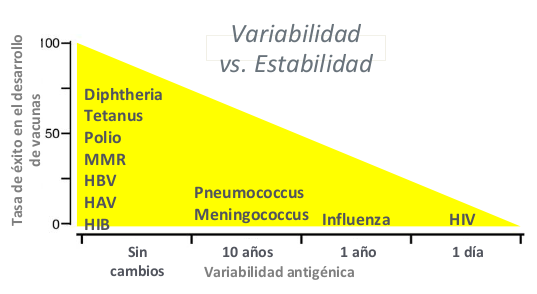 Variabilidad
vs. Estabilidad
Tasa de éxito en el desarrollo
de vacunas
100
50
0
Diphtheria
Tetanus
Polio
MMR
HBV
HAV
HIB
Pneumococcus
Meningococcus
Influenza
HIV
Sin
cambios
10 años
1 año
1 día
Variabilidad antigénica